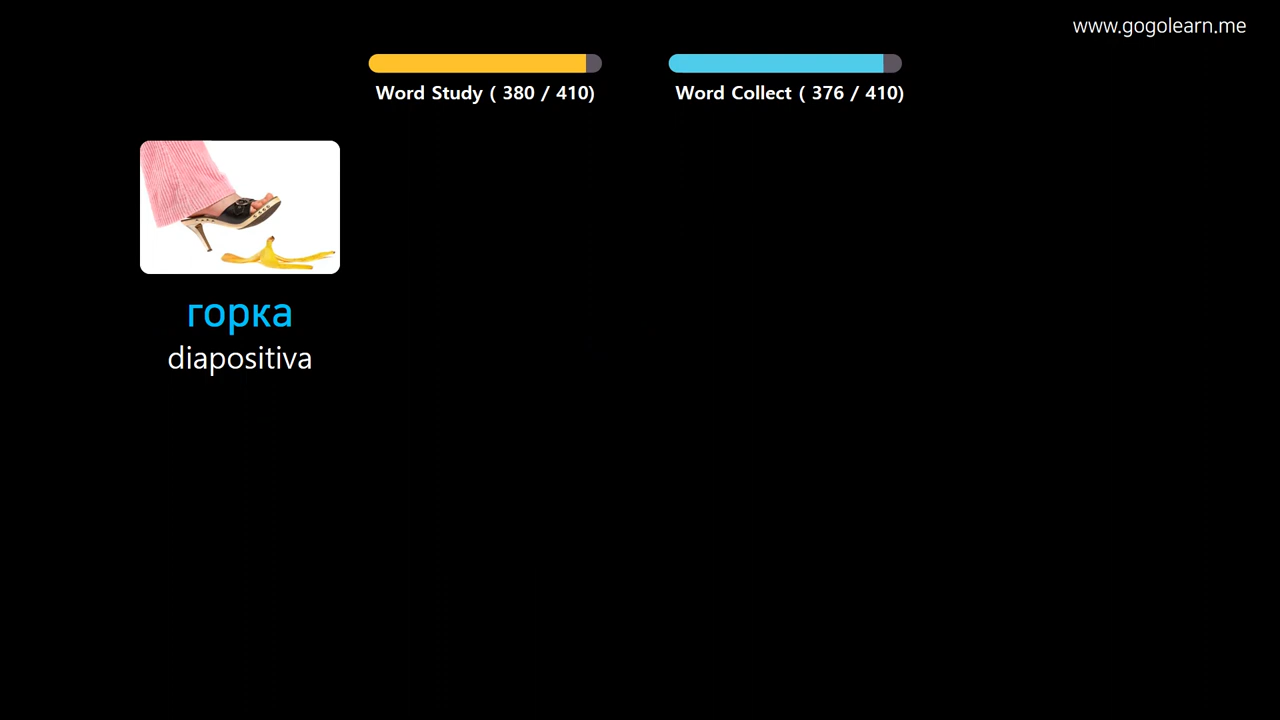 www.gogolearn.me
Word Study ( 380 / 410)
Word Collect ( 376 / 410)
горка
diapositiva